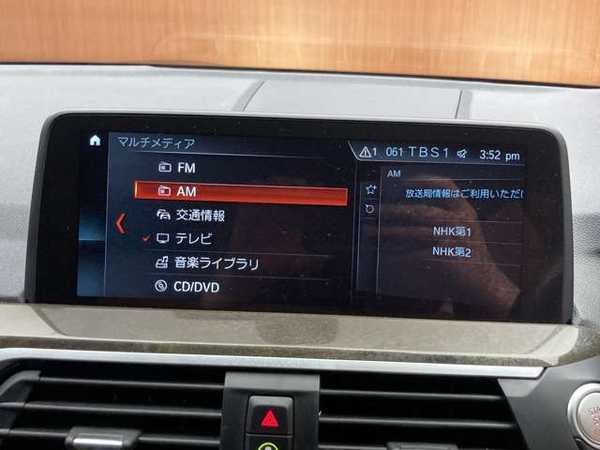 マルチメディア
1 061 TBS1 3:52 pm
FM
AM
交通情報
テレビ
音楽ライブラリ
CD/DVD
AM
放送局情報はご利用いただけ
NHK第1
NHK第2